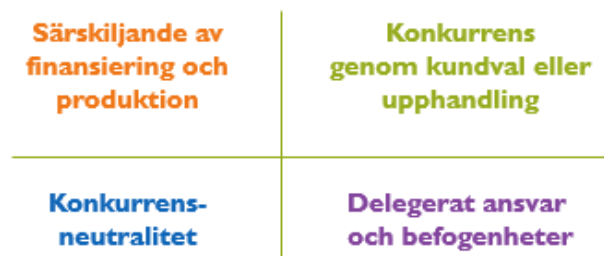 Särskiljande av
finansiering och
produktion
Konkurrens
genom kundval eller
upphandling
Konkurrens-
neutralitet
Delegerat ansvar
och befogenheter